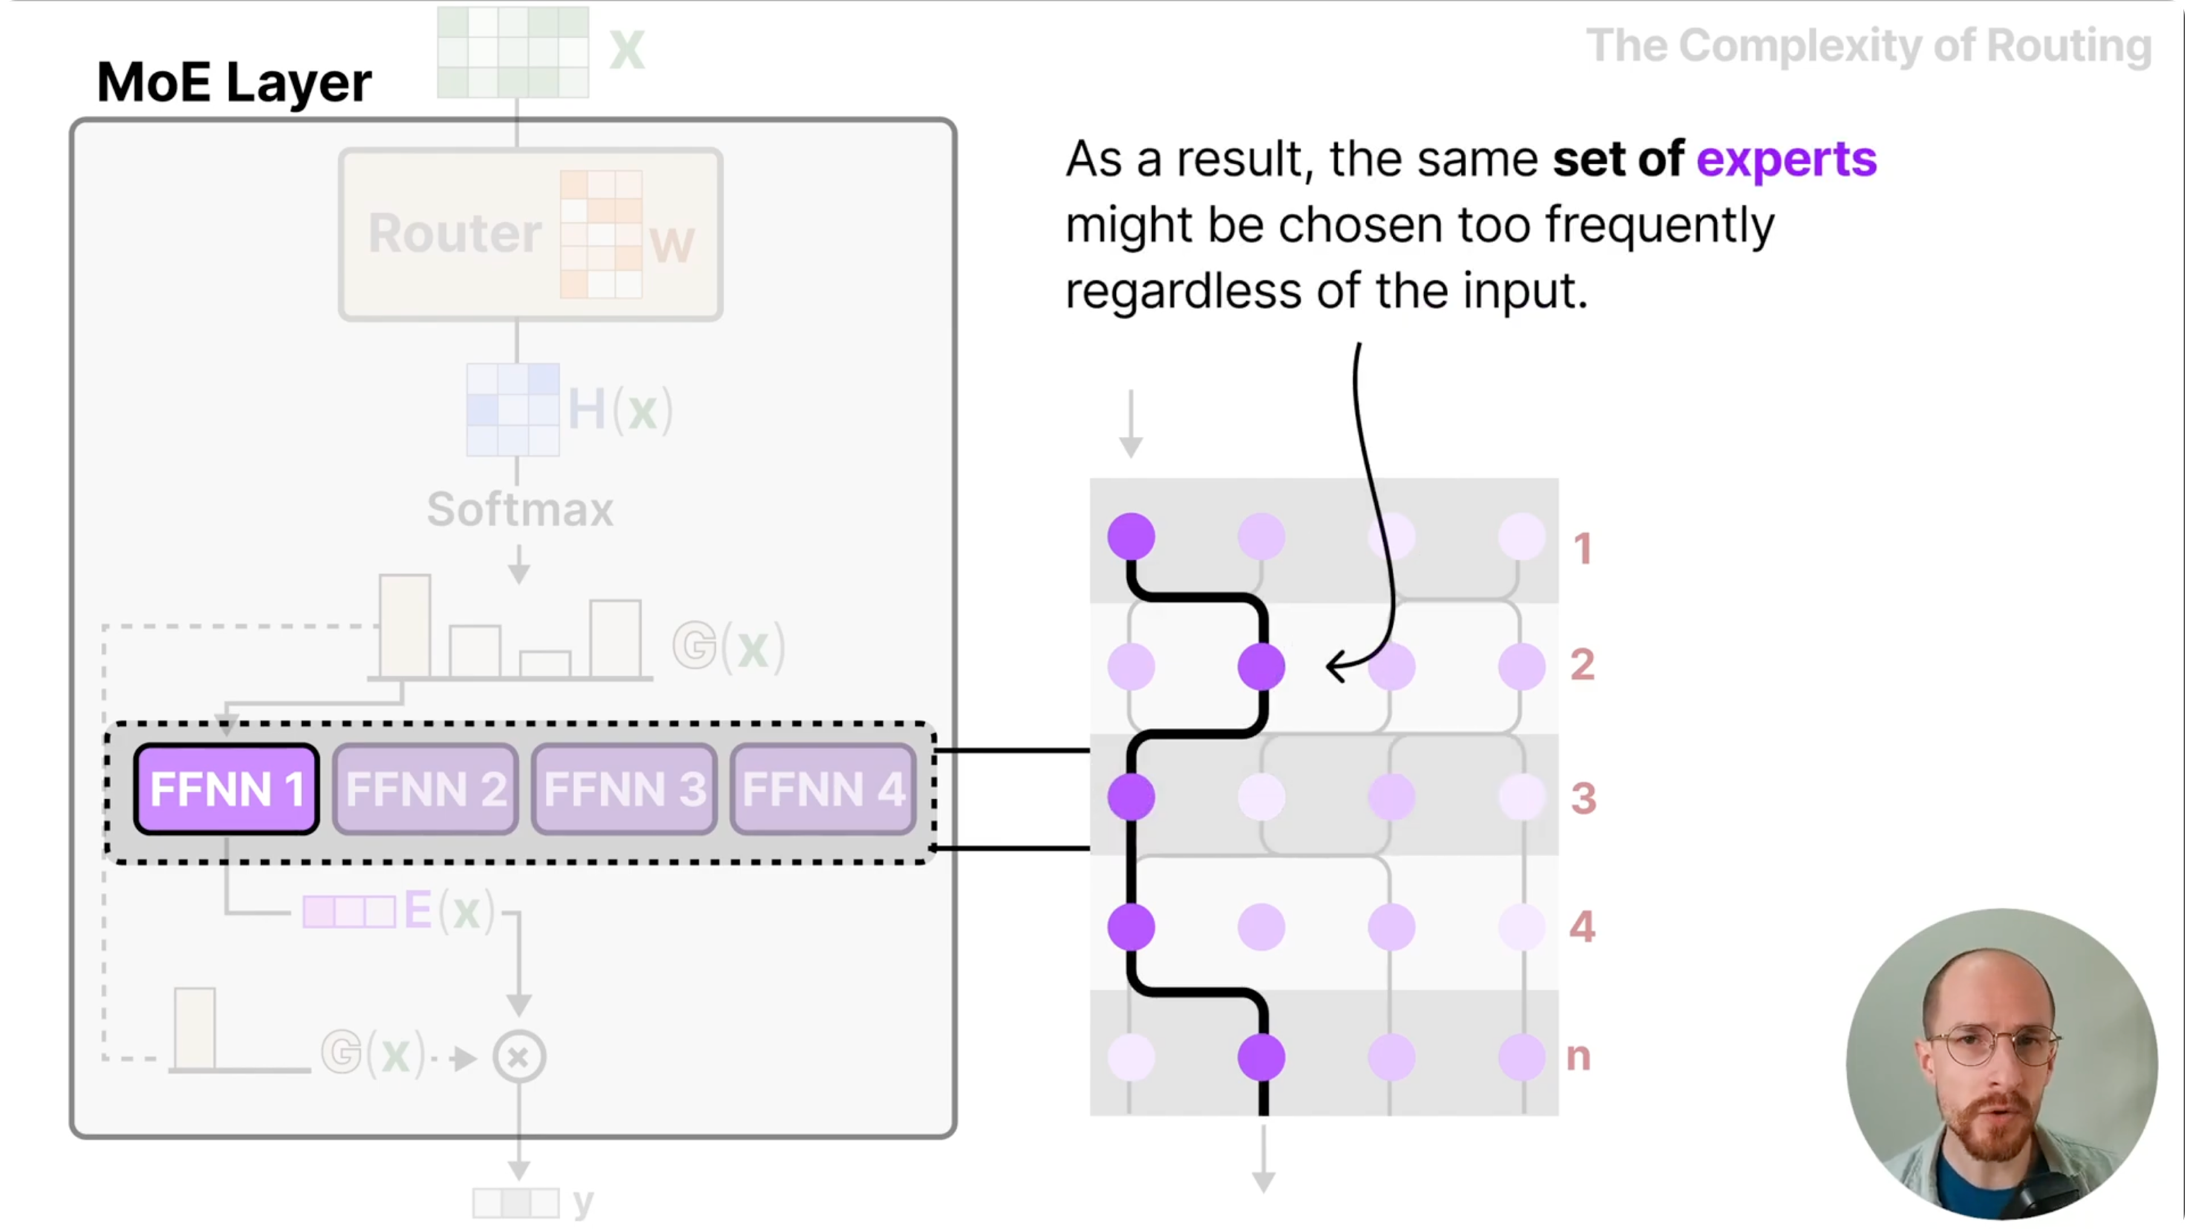 The Complexity of Routing
MoE Layer
X
Router
W
H(x)
Softmax
G(x)
FFNN 1
FFNN 2
FFNN 3
FFNN 4
E(x)
G(x)
y
As a result, the same set of experts
might be chosen too frequently
regardless of the input.
1
2
3
4
n